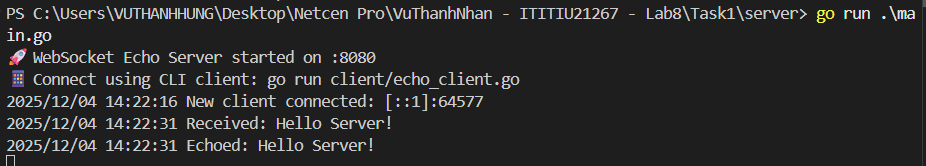 PS C:\Users\VUTHANHHUNG\Desktop\Netcen Pro\VuThanhNhan - ITITIU21267 - Lab8\Task1\server> go run .\ma
in.go
🚀 WebSocket Echo Server started on :8080
📱 Connect using CLI client: go run client/echo_client.go
2025/12/04 14:22:16 New client connected: [::1]:64577
2025/12/04 14:22:31 Received: Hello Server!
2025/12/04 14:22:31 Echoed: Hello Server!